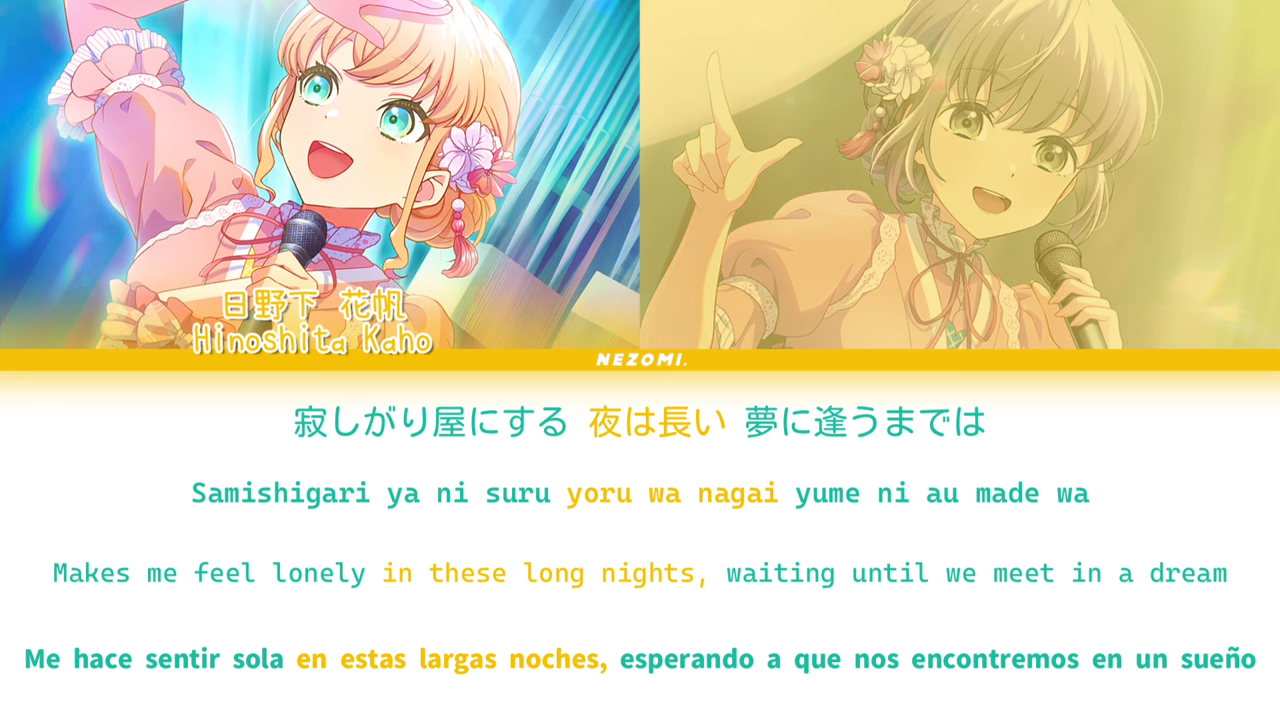 日野下 花帆
Hinoshita Kaho
NEZOMI.
寂しがり屋にする 夜は長い 夢に逢うまでは
Samishigari ya ni suru yoru wa nagai yume ni au made wa
Makes me feel lonely in these long nights, waiting until we meet in a dream
Me hace sentir sola en estas largas noches, esperando a que nos encontremos en un sueño